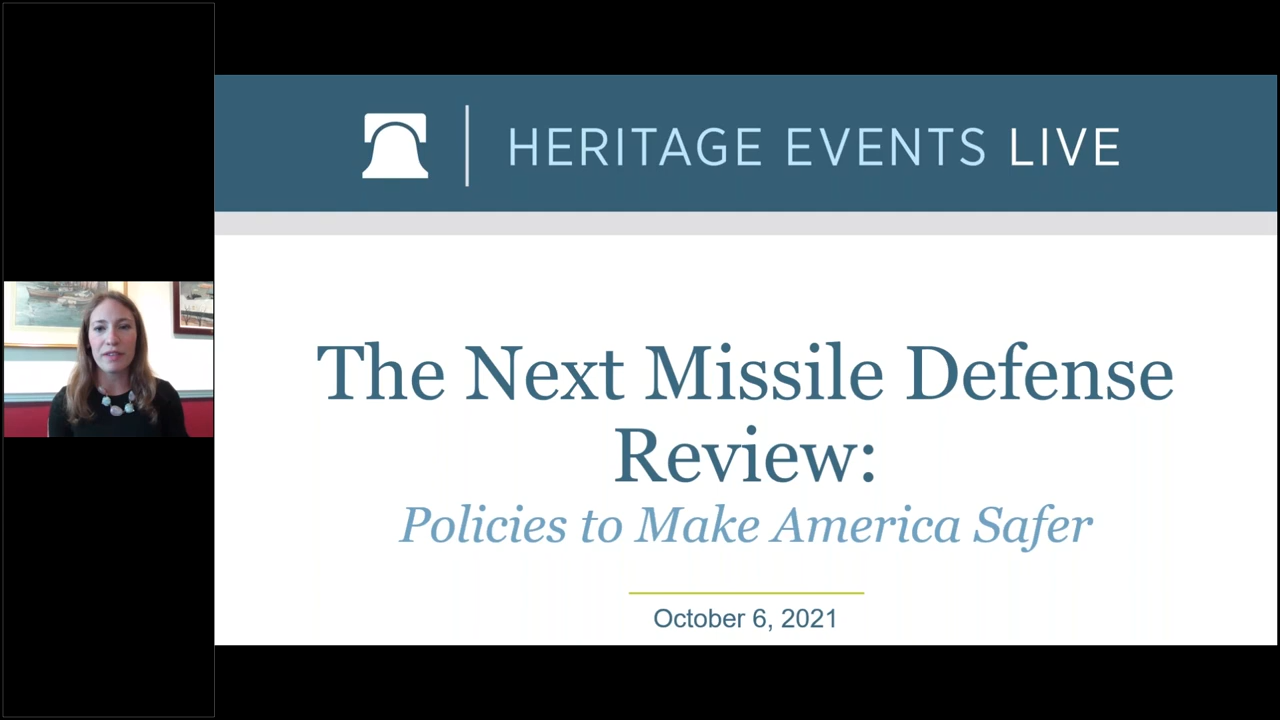 HERITAGE EVENTS LIVE
The Next Missile Defense
Review:
Policies to Make America Safer
October 6, 2021